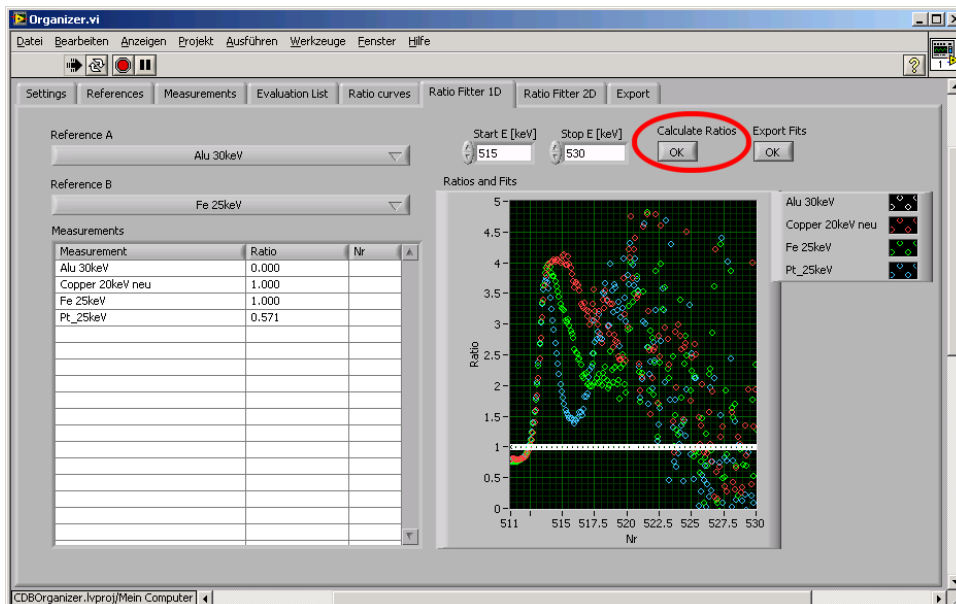 Organizer.vi
Datei Bearbeiten Anzeigen Projekt Ausführen Werkzeuge Fenster Hilfe
Settings References Measurements Evaluation List Ratio curves Ratio Fitter 1D Ratio Fitter 2D Export
Reference A
Alu 30keV
Reference B
Fe 25keV
Start E [keV] Stop E [keV] Calculate Ratios Export Fits
515 530 OK OK
Measurements
Measurement Ratio Nr
Alu 30keV 0.000
Copper 20keV neu 1.000
Fe 25keV 1.000
Pt_25keV 0.571
Ratios and Fits
5
4.5
4
3.5
3
2.5
2
1.5
1
0.5
0
Ratio
511 515 517.5 520 522.5 525 527.5 530
Nr
Alu 30keV
Copper 20keV neu
Fe 25keV
Pt_25keV
CDBOrganizer.lvproj/Mein Computer